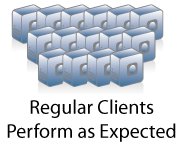 Regular Clients
Perform as Expected